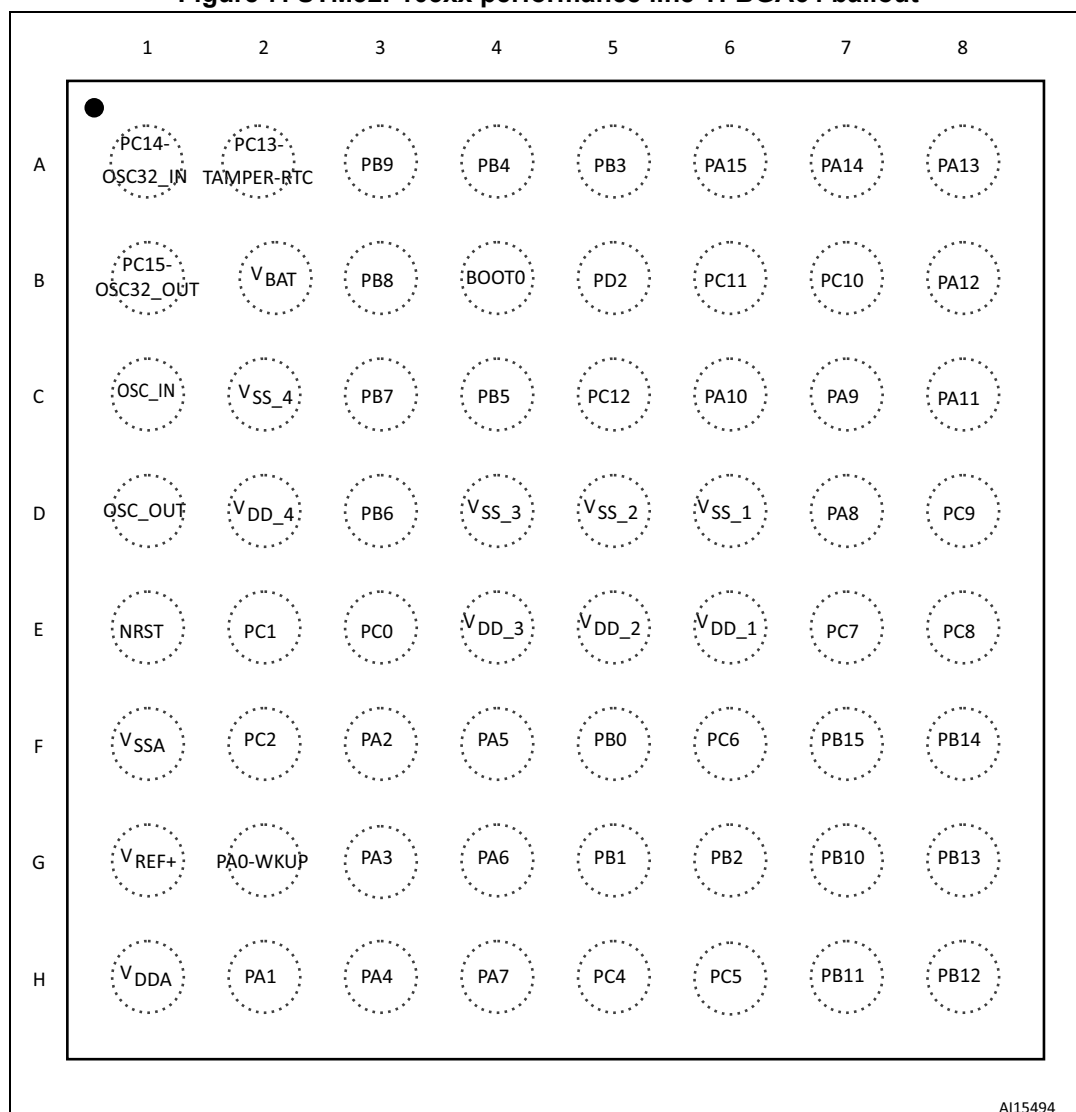 Figure STM32F103xx performance line TFBGA64 ballout
1 2 3 4 5 6 7 8
A PC14-OSC32_IN PC13-TAMPER-RTC PB9 PB4 PB3 PA15 PA14 PA13
B PC15-OSC32_OUT VBAT PB8 BOOT0 PD2 PC11 PC10 PA12
C OSC_IN VSS_4 PB7 PB5 PC12 PA10 PA9 PA11
D OSC_OUT VDD_4 PB6 VSS_3 VSS_2 VSS_1 PA8 PC9
E NRST PC1 PC0 VDD_3 VDD_2 VDD_1 PC7 PC8
F VSSA PC2 PA2 PA5 PB0 PC6 PB15 PB14
G VREF+ PA0-WKUP PA3 PA6 PB1 PB2 PB10 PB13
H VDDA PA1 PA4 PA7 PC4 PC5 PB11 PB12
AI15494